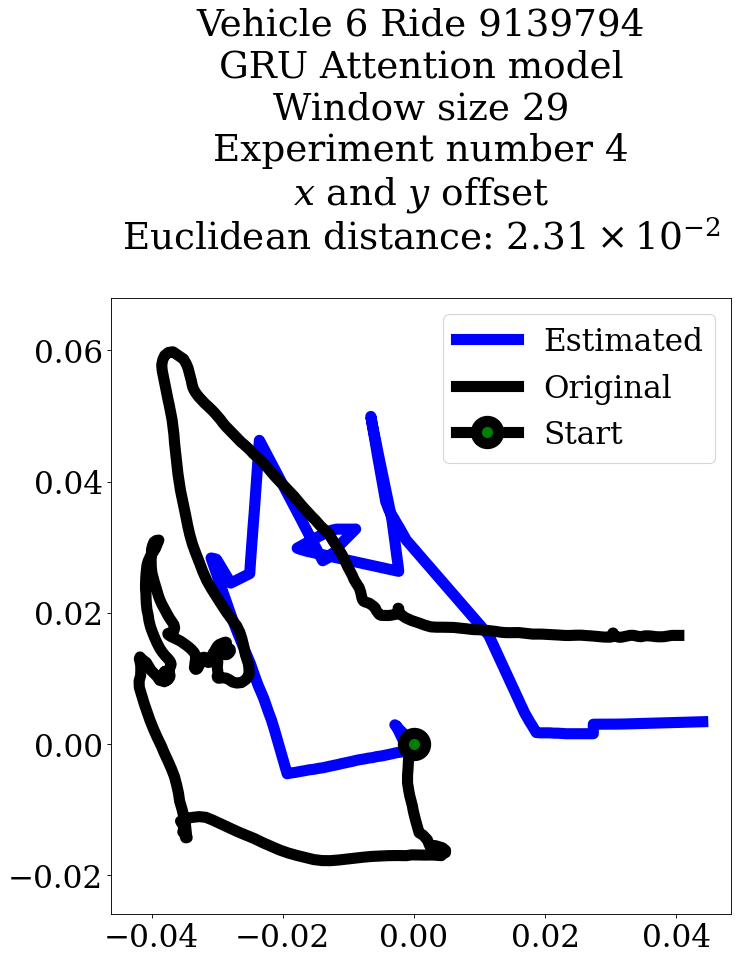 Vehicle 6 Ride 9139794
GRU Attention model
Window size 29
Experiment number 4
x and y offset
Euclidean distance: 2.31 × 10⁻²
Estimated
Original
Start
0.06
0.04
0.02
0.00
−0.02
−0.04 −0.02 0.00 0.02 0.04